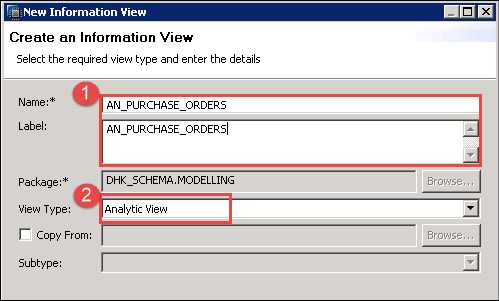 New Information View
Create an Information View
Select the required view type and enter the details
1
Name:* AN_PURCHASE_ORDERS
Label: AN_PURCHASE_ORDERS
Package:* DHK_SCHEMA.MODELLING Browse...
2
View Type: Analytic View
Copy From: Browse...
Subtype: